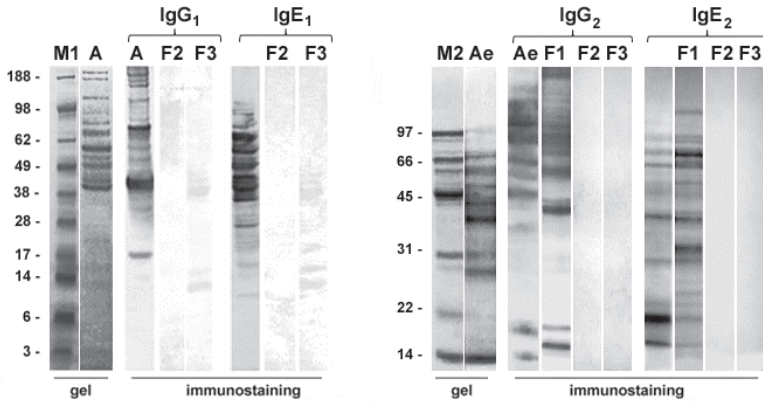 IgG1 IgE1
M1 A A F2 F3 F2 F3
188 -
98 -
62 -
49 -
38 -
28 -
17 -
14 -
6 -
3 -
gel immunostaining
IgG2 IgE2
M2 Ae Ae F1 F2 F3 F1 F2 F3
97 -
66 -
45 -
31 -
22 -
14 -
gel immunostaining